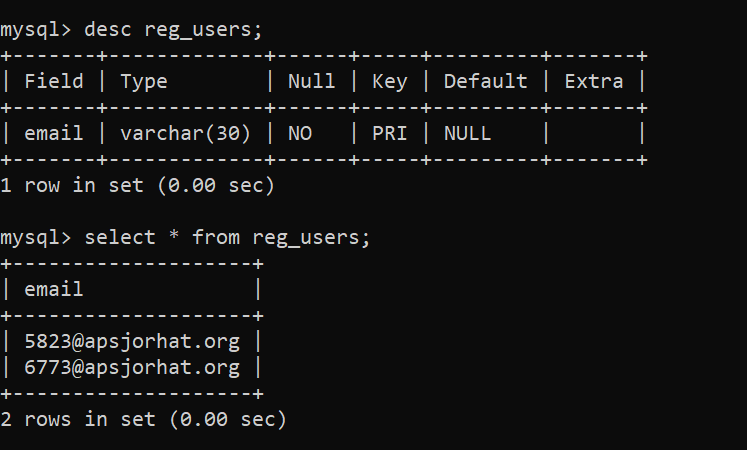 mysql> desc reg_users;
+-------+-------------+------+-----+---------+-------+
| Field | Type        | Null | Key | Default | Extra |
+-------+-------------+------+-----+---------+-------+
| email | varchar(30) | NO   | PRI | NULL    |       |
+-------+-------------+------+-----+---------+-------+
1 row in set (0.00 sec)

mysql> select * from reg_users;
+--------------------+
| email              |
+--------------------+
| 5823@apsjorhat.org |
| 6773@apsjorhat.org |
+--------------------+
2 rows in set (0.00 sec)